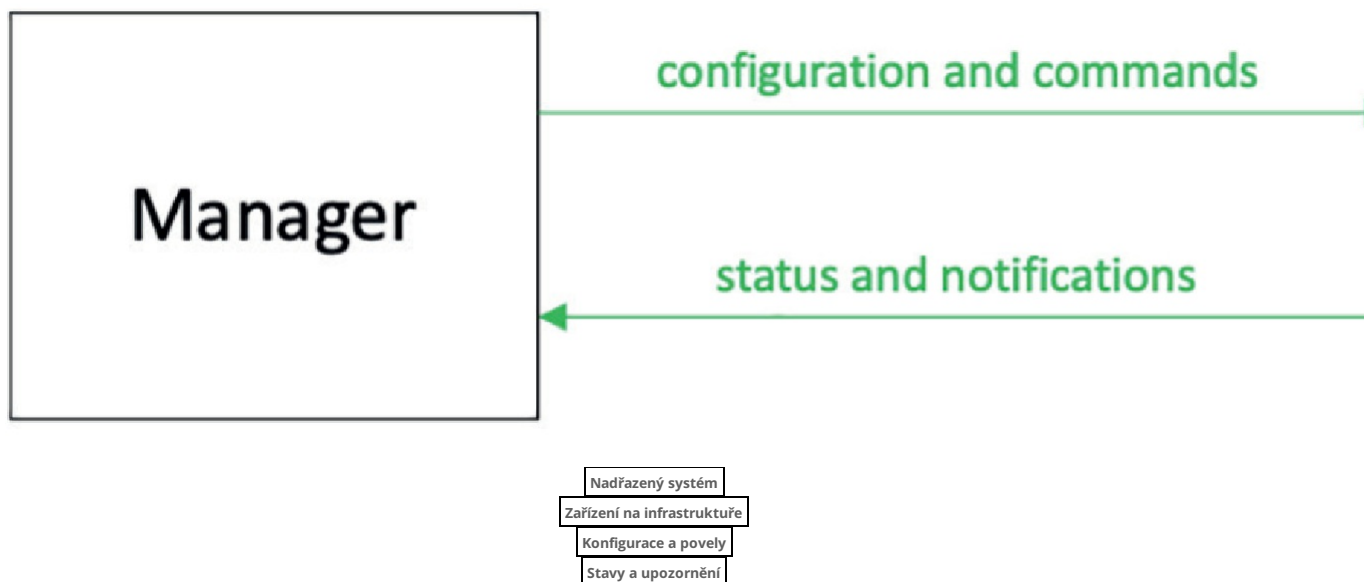 configuration and commands
Manager
status and notifications
Nadřazený systém
Zařízení na infrastruktuře
Konfigurace a povely
Stavy a upozornění